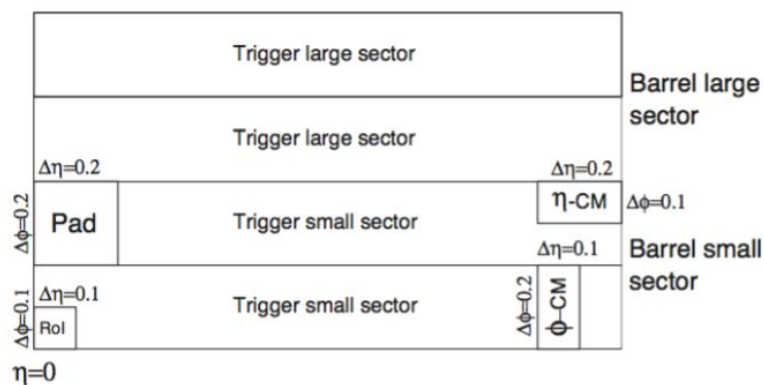 Trigger large sector
Barrel large
sector
Trigger large sector
Δη=0.2
Δη=0.2
Δφ=0.2
Pad
Trigger small sector
η-CM
Δφ=0.1
Δη=0.1
Barrel small
sector
Δφ=0.1
Δη=0.1
RoI
Trigger small sector
Δφ=0.2
ϕ-CM
η=0